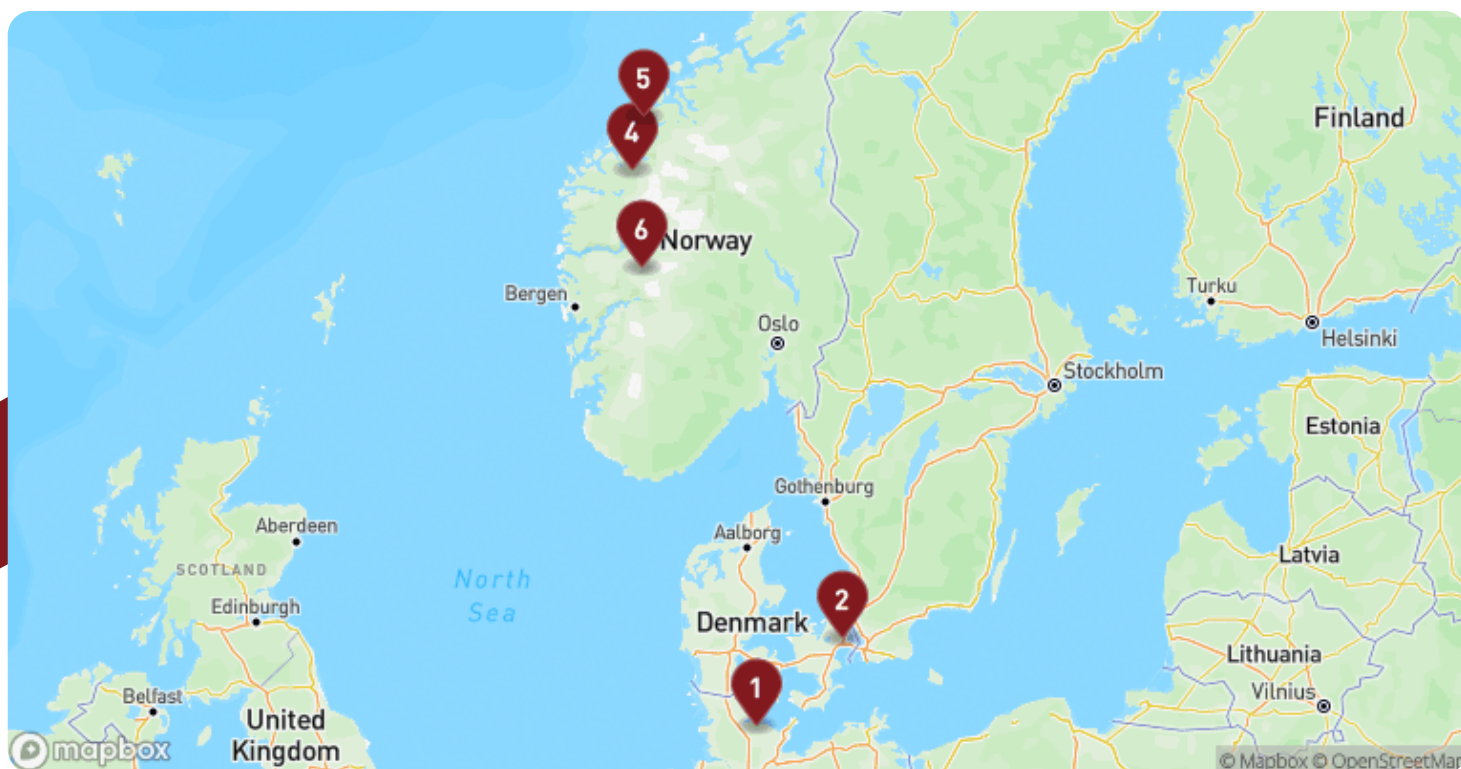 5
Finland
4
6
Norway
Bergen
Turku
Oslo
Helsinki
Stockholm
Estonia
Gothenburg
Aberdeen
Aalborg
SCOTLAND
Latvia
North
Sea
Edinburgh
2
Denmark
Lithuania
1
Belfast
Vilnius
United
Kingdom
mapbox
© Mapbox © OpenStreetMap